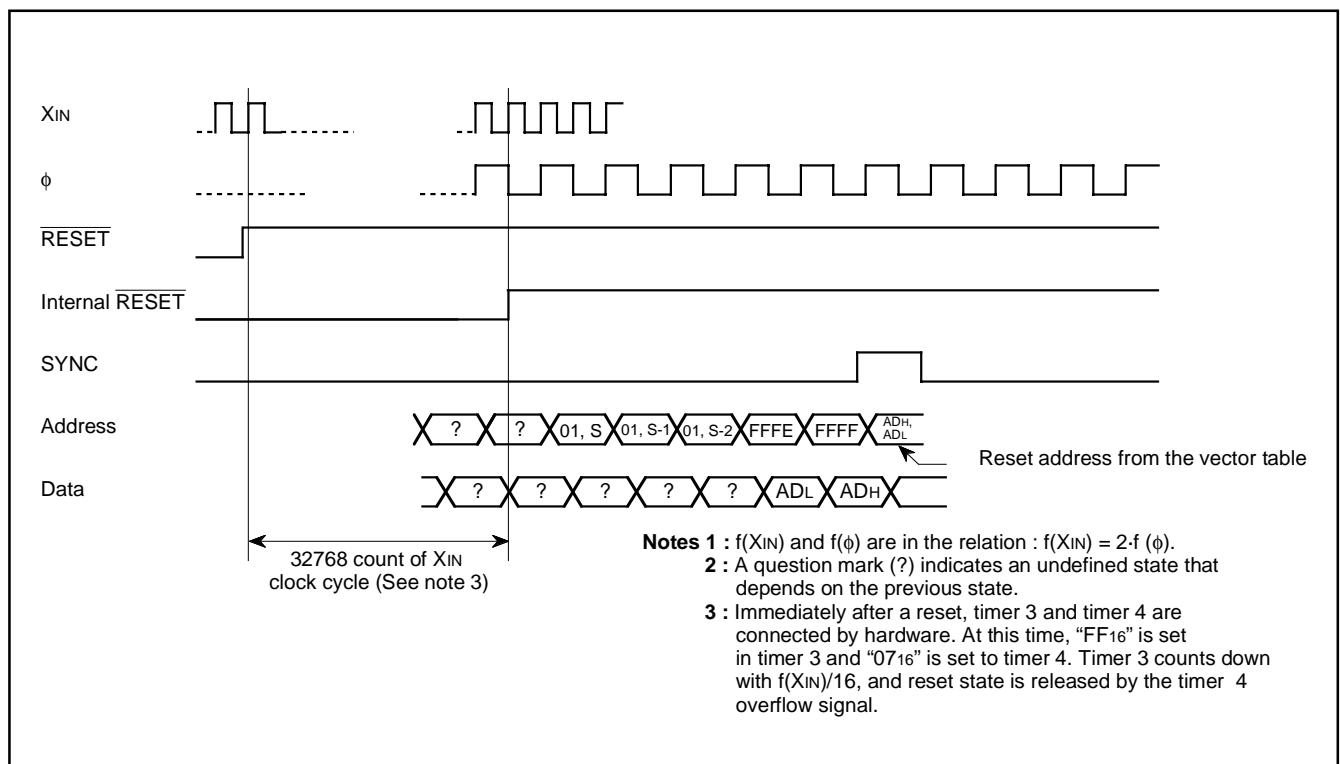 XIN
ϕ
RESET
Internal RESET
SYNC
Address
? ? 01, S 01, S-1 01, S-2 FFFE FFFF ADH, ADL
Reset address from the vector table
Data
? ? ? ? ? ADL ADH
32768 count of XIN
clock cycle (See note 3)
Notes 1 : f(XIN) and f(ϕ) are in the relation : f(XIN) = 2·f (ϕ).
2 : A question mark (?) indicates an undefined state that
depends on the previous state.
3 : Immediately after a reset, timer 3 and timer 4 are
connected by hardware. At this time, “FF16” is set
in timer 3 and “0716” is set to timer 4. Timer 3 counts down
with f(XIN)/16, and reset state is released by the timer 4
overflow signal.